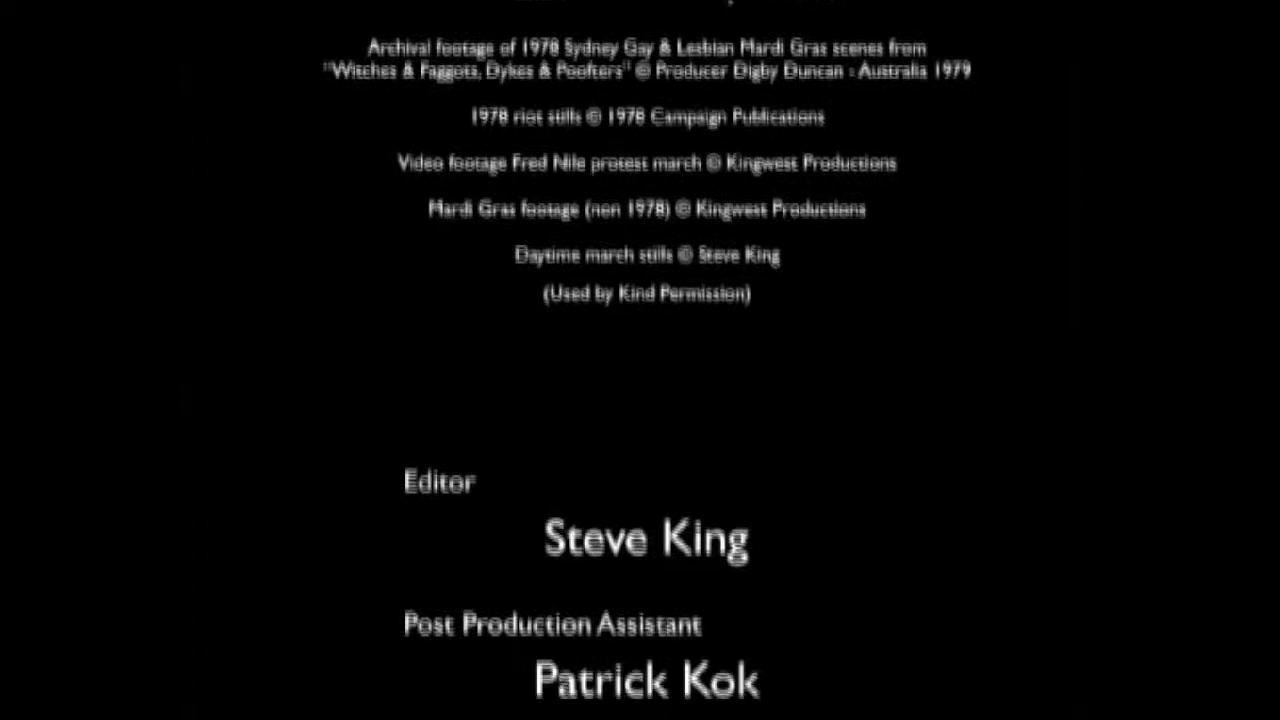 Archival footage of 1978 Sydney Gay & Lesbian Mardi Gras scenes from
"Witches & Faggots, Dykes & Poofters" © Producer Digby Duncan - Australia 1979
1978 riot stills © 1978 Campaign Publications
Video footage Fred Nile protest march © Kingwest Productions
Mardi Gras footage (non 1978) © Kingwest Productions
Daytime march stills © Steve King
(Used by Kind Permission)
Editor
Steve King
Post Production Assistant
Patrick Kok